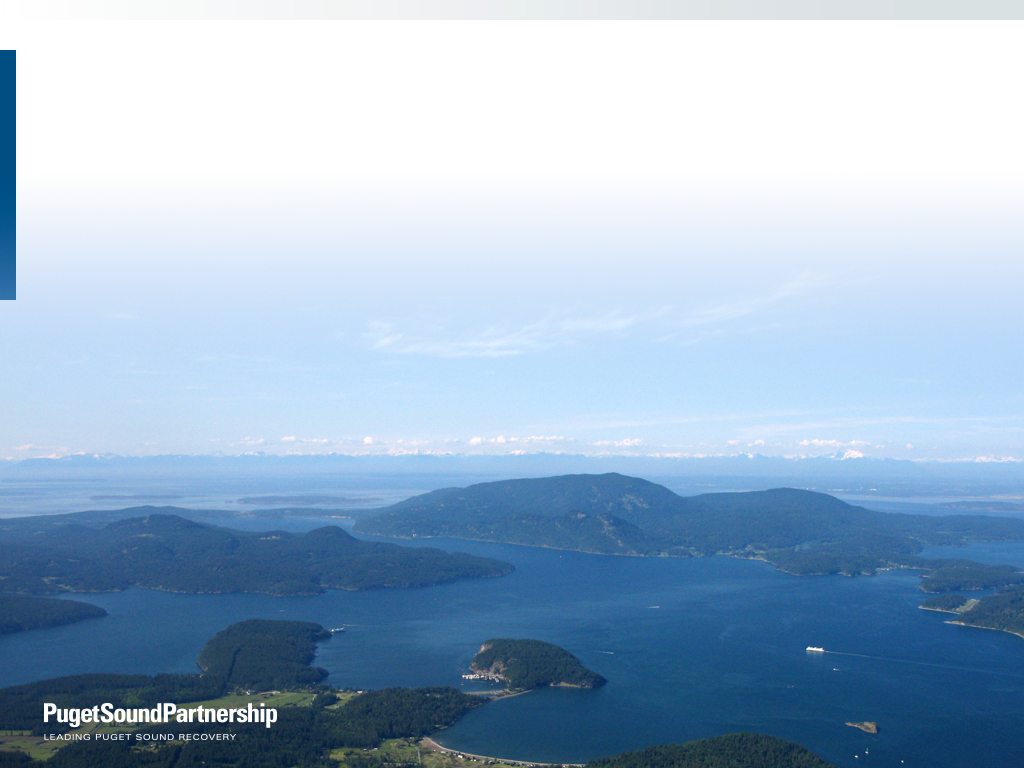 PugetSoundPartnership
LEADING PUGET SOUND RECOVERY